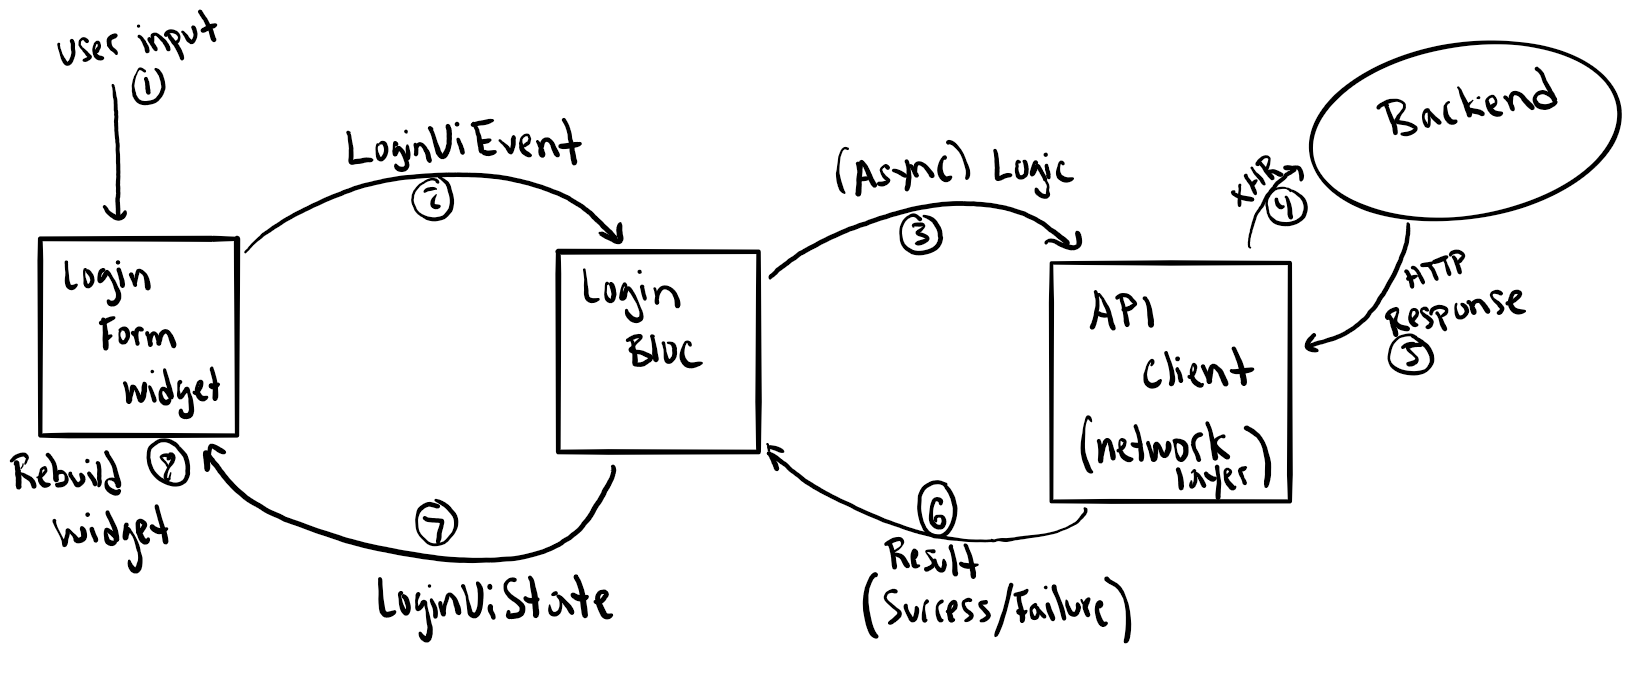 User input
1
LoginUiEvent
2
(Async) Logic
3
XHR
4
Backend
HTTP
Response
5
Login
Form
Widget
Login
Bloc
API
Client
(network
layer)
6
Result
(Success/Failure)
7
LoginUiState
8
Rebuild
Widget